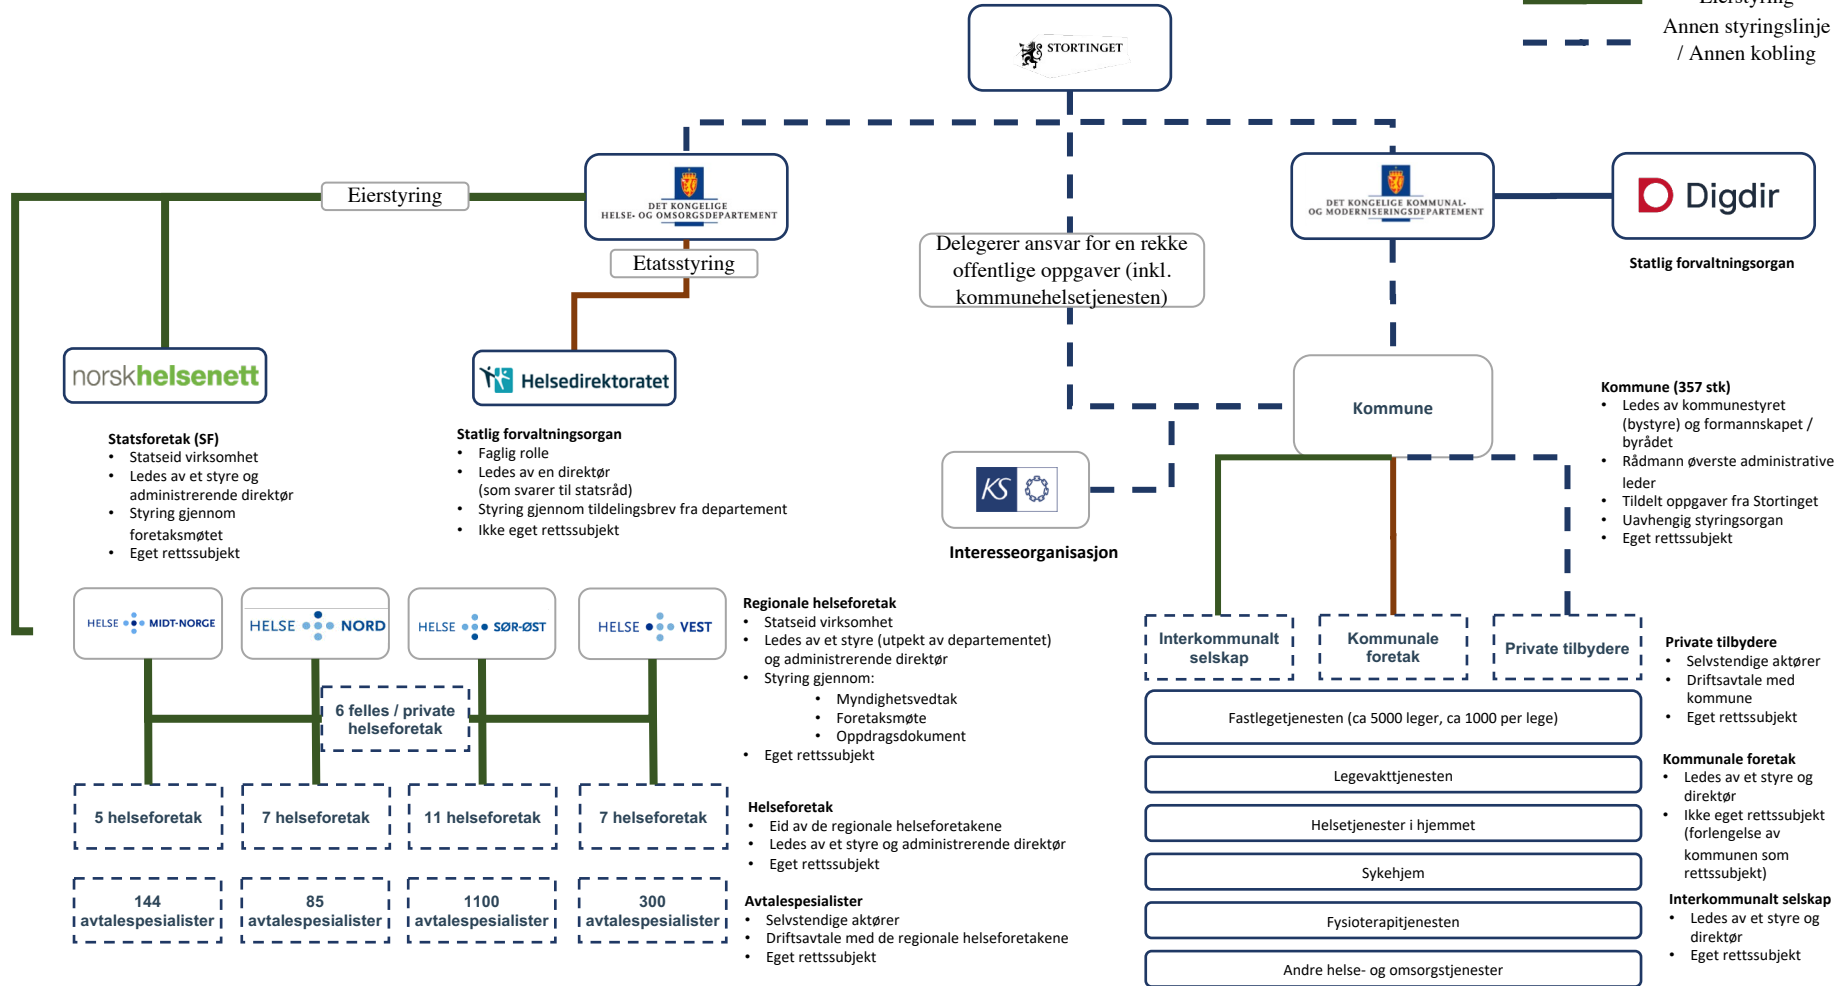 Eierstyring
Annen styringslinje
/ Annen kobling
STORTINGET
Eierstyring
DET KONGELIGE
HELSE- OG OMSORGSDEPARTEMENT
Etatsstyring
DET KONGELIGE KOMMUNAL-
OG MODERNISERINGSDEPARTEMENT
Digdir
Statlig forvaltningsorgan
Delegerer ansvar for en rekke
offentlige oppgaver (inkl.
kommunehelsetjenesten)
norskhelsenett
Helsedirektoratet
Statsforetak (SF)
• Statseid virksomhet
• Ledes av et styre og
administrerende direktør
• Styring gjennom
foretaksmøtet
• Eget rettssubjekt
Statlig forvaltningsorgan
• Faglig rolle
• Ledes av en direktør
(som svarer til statsråd)
• Styring gjennom tildelingsbrev fra departement
• Ikke eget rettssubjekt
KS
Interesseorganisasjon
Kommune
Kommune (357 stk)
• Ledes av kommunestyret
(bystyre) og formannskapet /
byrådet
• Rådmann øverste administrative
leder
• Tildelt oppgaver fra Stortinget
• Uavhengig styringsorgan
• Eget rettssubjekt
HELSE MIDT-NORGE
HELSE NORD
HELSE SØR-ØST
HELSE VEST
6 felles / private
helseforetak
Regionale helseforetak
• Statseid virksomhet
• Ledes av et styre (utpekt av departementet)
og administrerende direktør
• Styring gjennom:
• Myndighetsvedtak
• Foretaksmøte
• Oppdragsdokument
• Eget rettssubjekt
5 helseforetak
7 helseforetak
11 helseforetak
7 helseforetak
Helseforetak
• Eid av de regionale helseforetakene
• Ledes av et styre og administrerende direktør
• Eget rettssubjekt
144
avtalespesialister
85
avtalespesialister
1100
avtalespesialister
300
avtalespesialister
Avtalespesialister
• Selvstendige aktører
• Driftsavtale med de regionale helseforetakene
• Eget rettssubjekt
Interkommunalt
selskap
Kommunale
foretak
Private tilbydere
Fastlegetjenesten (ca 5000 leger, ca 1000 per lege)
Legevakttjenesten
Helsetjenester i hjemmet
Sykehjem
Fysioterapitjenesten
Andre helse- og omsorgstjenester
Private tilbydere
• Selvstendige aktører
• Driftsavtale med
kommune
• Eget rettssubjekt
Kommunale foretak
• Ledes av et styre og
direktør
• Ikke eget rettssubjekt
(forlengelse av
kommunen som
rettssubjekt)
Interkommunalt selskap
• Ledes av et styre og
direktør
• Eget rettssubjekt